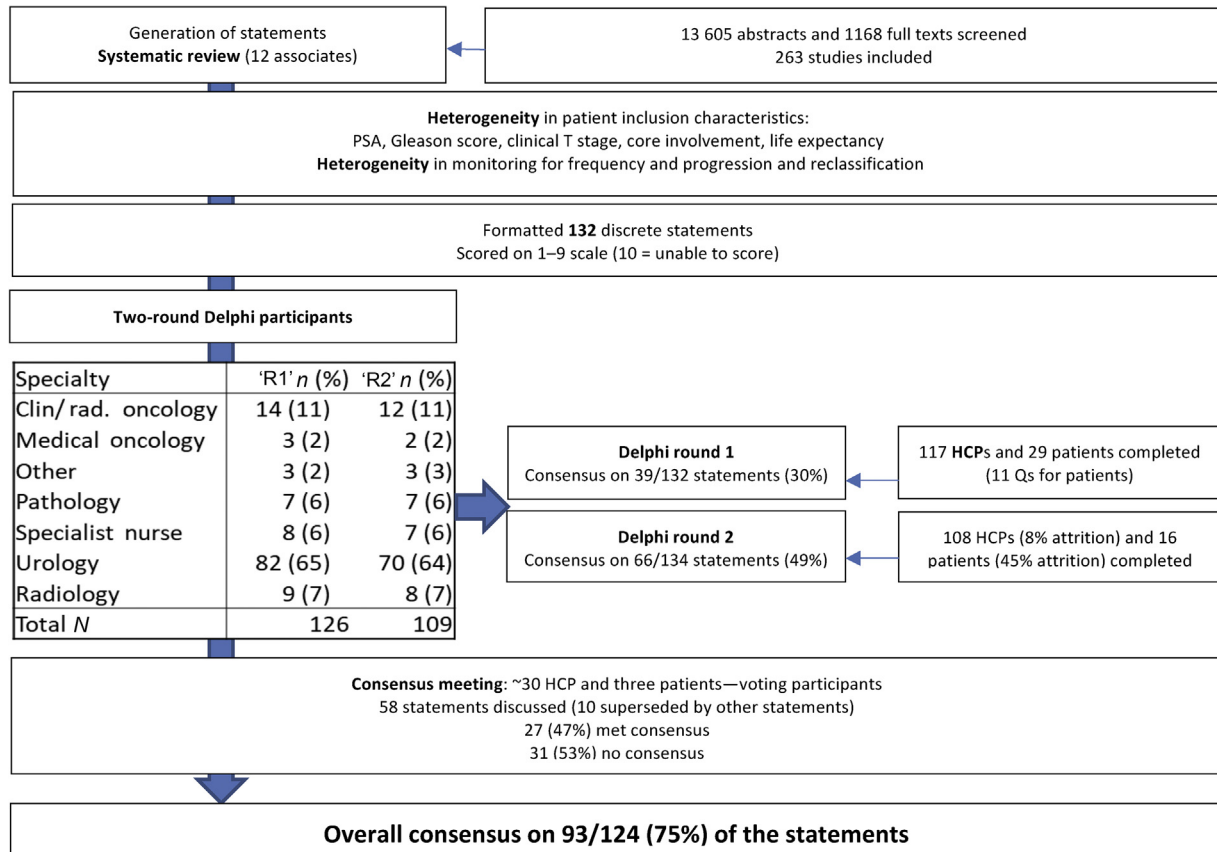 Generation of statements
Systematic review (12 associates)
13 605 abstracts and 1168 full texts screened
263 studies included
Heterogeneity in patient inclusion characteristics:
PSA, Gleason score, clinical T stage, core involvement, life expectancy
Heterogeneity in monitoring for frequency and progression and reclassification
Formatted 132 discrete statements
Scored on 1–9 scale (10 = unable to score)
Two-round Delphi participants
Specialty 'R1' n (%) 'R2' n (%)
Clin/rad. oncology 14 (11) 12 (11)
Medical oncology 3 (2) 2 (2)
Other 3 (2) 3 (3)
Pathology 7 (6) 7 (6)
Specialist nurse 8 (6) 7 (6)
Urology 82 (65) 70 (64)
Radiology 9 (7) 8 (7)
Total N 126 109
Delphi round 1
Consensus on 39/132 statements (30%)
117 HCPs and 29 patients completed
(11 Qs for patients)
Delphi round 2
Consensus on 66/134 statements (49%)
108 HCPs (8% attrition) and 16
patients (45% attrition) completed
Consensus meeting: ~30 HCP and three patients—voting participants
58 statements discussed (10 superseded by other statements)
27 (47%) met consensus
31 (53%) no consensus
Overall consensus on 93/124 (75%) of the statements